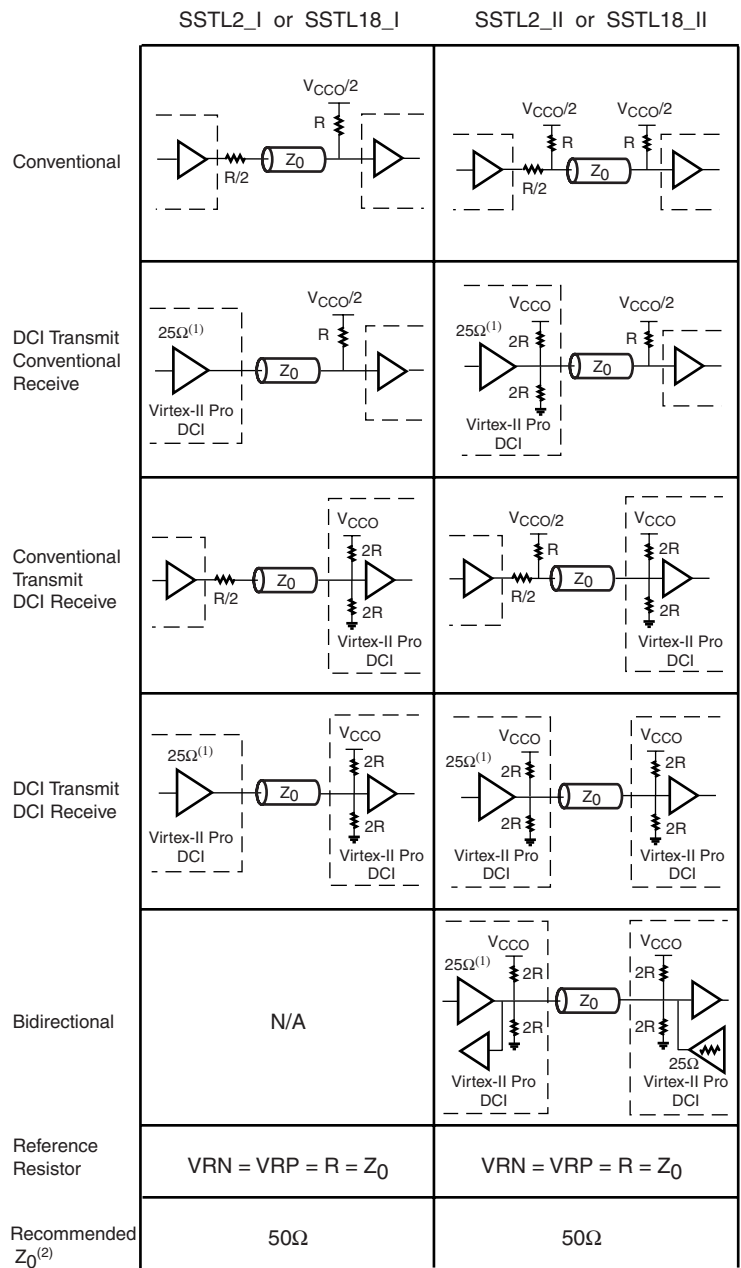 SSTL2_I or SSTL18_I
SSTL2_II or SSTL18_II
Conventional
R/2
Z0
VCCO/2
R
R/2
VCCO/2
R
Z0
VCCO/2
R
DCI Transmit
Conventional
Receive
25Ω(1)
Virtex-II Pro
DCI
Z0
VCCO/2
R
25Ω(1)
VCCO
2R
2R
Virtex-II Pro
DCI
Z0
VCCO/2
R
Conventional
Transmit
DCI Receive
R/2
Z0
VCCO
2R
2R
Virtex-II Pro
DCI
R/2
VCCO/2
R
Z0
VCCO
2R
2R
Virtex-II Pro
DCI
DCI Transmit
DCI Receive
25Ω(1)
Virtex-II Pro
DCI
Z0
VCCO
2R
2R
Virtex-II Pro
DCI
25Ω(1)
VCCO
2R
2R
Virtex-II Pro
DCI
Z0
VCCO
2R
2R
Virtex-II Pro
DCI
Bidirectional
N/A
25Ω(1)
VCCO
2R
2R
Virtex-II Pro
DCI
Z0
VCCO
2R
2R
25Ω
Virtex-II Pro
DCI
Reference
Resistor
VRN = VRP = R = Z0
VRN = VRP = R = Z0
Recommended
Z0(2)
50Ω
50Ω